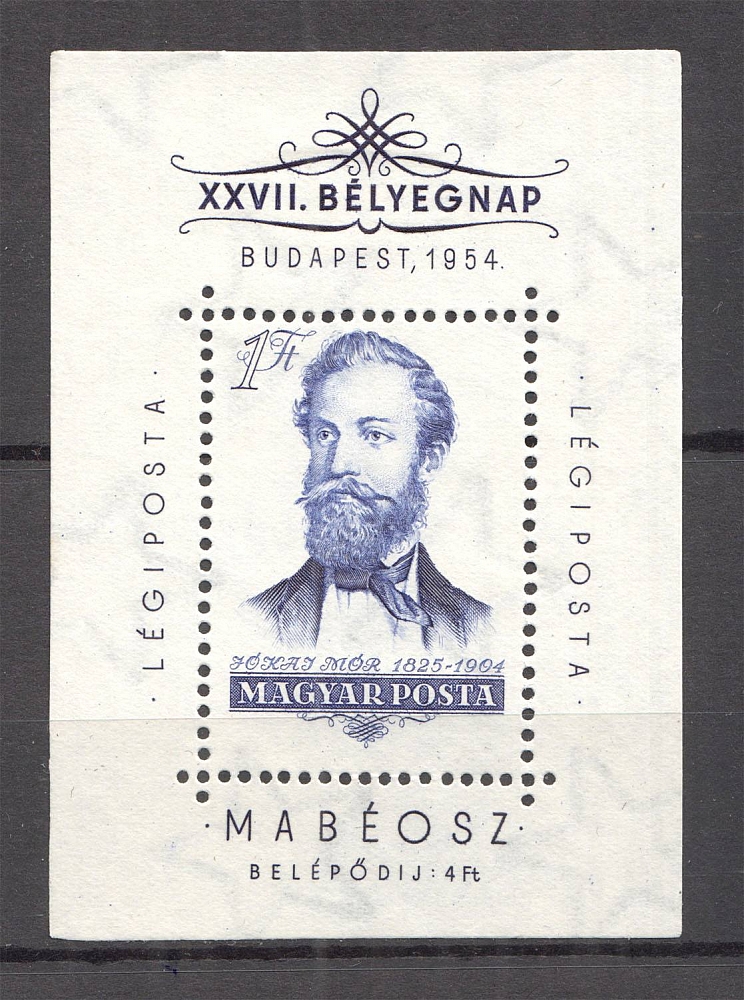 XXVII. BÉLYEGNAP
BUDAPEST, 1954.
1 Ft
· LÉGIPOSTA ·
· LÉGIPOSTA ·
JÓKAI MÓR 1825-1904
MAGYAR POSTA
· MABÉOSZ ·
BELÉPŐDIJ: 4 Ft